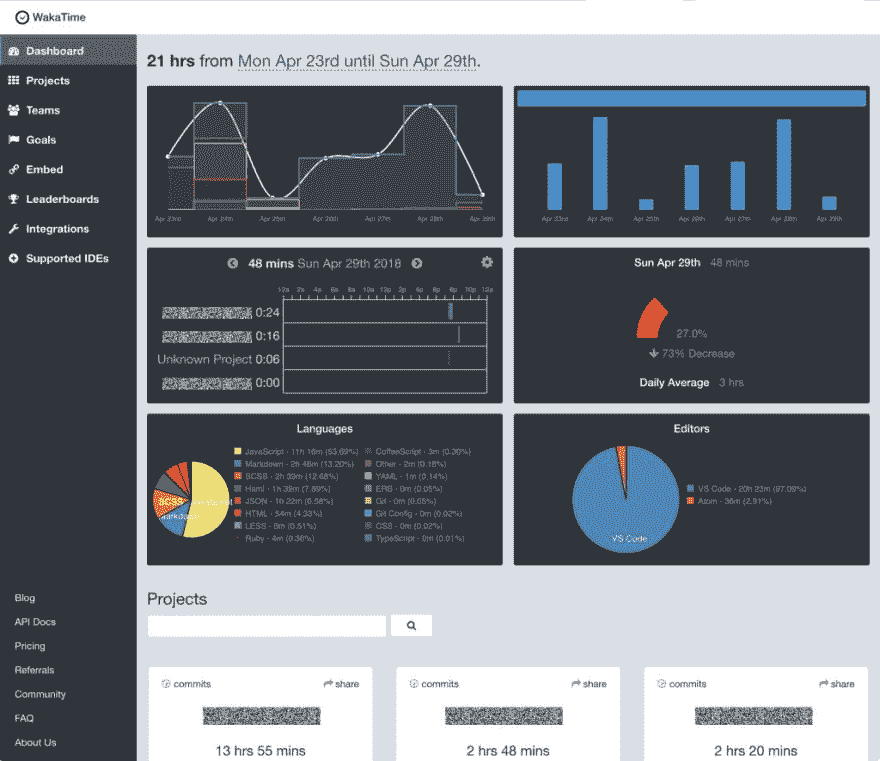 WakaTime
Dashboard
Projects
Teams
Goals
Embed
Leaderboards
Integrations
Supported IDEs
Blog
API Docs
Pricing
Referrals
Community
FAQ
About Us
21 hrs from Mon Apr 23rd until Sun Apr 29th.
Apr 23rd Apr 24th Apr 25th Apr 26th Apr 27th Apr 28th Apr 29th
Apr 23rd Apr 24th Apr 25th Apr 26th Apr 27th Apr 28th Apr 29th
48 mins Sun Apr 29th 2018
12a 2a 4a 6a 8a 10a 12p 2p 4p 6p 8p 10p 12a
0:24
0:16
Unknown Project 0:06
0:00
Sun Apr 29th 48 mins
27.0%
73% Decrease
Daily Average 3 hrs
Languages
JavaScript - 11h 16m (53.69%)
Markdown - 2h 46m (13.20%)
SCSS - 2h 39m (12.68%)
Haml - 1h 39m (7.89%)
JSON - 1h 22m (6.58%)
HTML - 54m (4.33%)
LESS - 6m (0.51%)
Ruby - 4m (0.36%)
CoffeeScript - 3m (0.30%)
Other - 2m (0.18%)
YAML - 1m (0.14%)
ERB - 0m (0.05%)
Git - 0m (0.05%)
Git Config - 0m (0.02%)
CSS - 0m (0.02%)
TypeScript - 0m (0.01%)
SCSS
Markdown
Editors
VS Code - 20h 23m (97.09%)
Atom - 36m (2.91%)
VS Code
Projects
commits share
13 hrs 55 mins
commits share
2 hrs 48 mins
commits share
2 hrs 20 mins